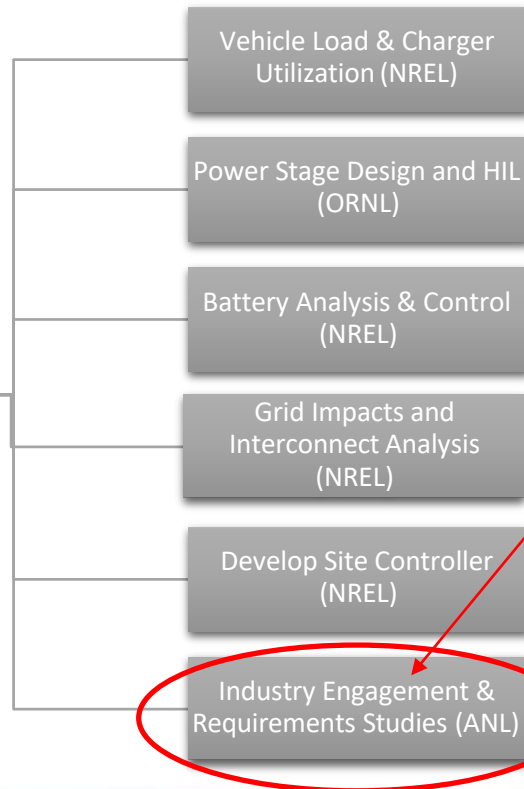 Vehicle Load & Charger
Utilization (NREL)
Power Stage Design and HIL
(ORNL)
Battery Analysis & Control
(NREL)
Grid Impacts and
Interconnect Analysis
(NREL)
Develop Site Controller
(NREL)
Industry Engagement &
Requirements Studies (ANL)